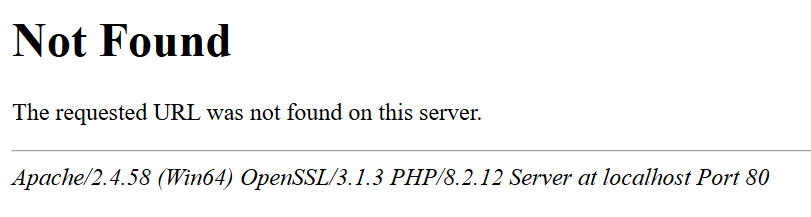 Not Found
The requested URL was not found on this server.
Apache/2.4.58 (Win64) OpenSSL/3.1.3 PHP/8.2.12 Server at localhost Port 80